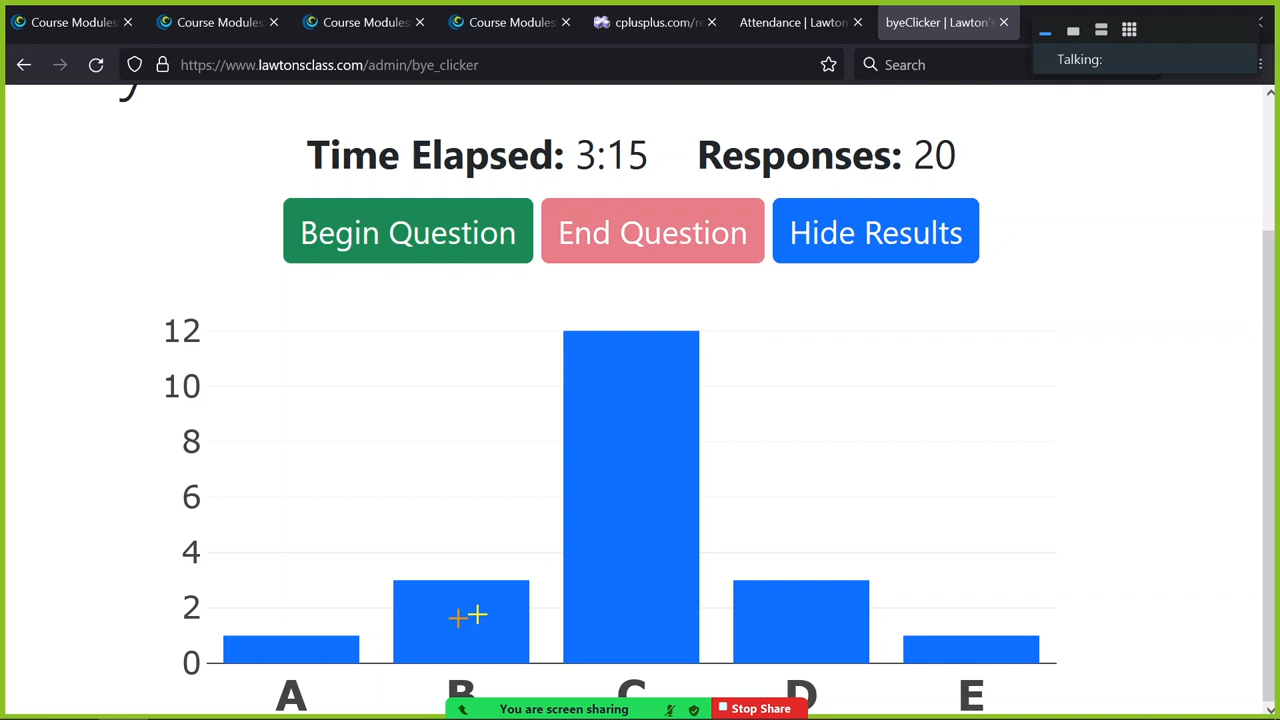 Course Modules: Course Modules: Course Modules: Course Modules: cplusplus.com/re Attendance | Lawton's byeClicker | Lawton's
https://www.lawtonsclass.com/admin/bye_clicker Search Talking:
Time Elapsed: 3:15 Responses: 20
Begin Question End Question Hide Results
12
10
8
6
4
2
0
A B C D E
You are screen sharing Stop Share